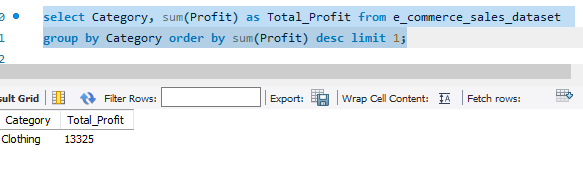 0
select Category, sum(Profit) as Total_Profit from e_commerce_sales_dataset
1
group by Category order by sum(Profit) desc limit 1;
2
sult Grid Filter Rows: Export: Wrap Cell Content: Fetch rows:
Category Total_Profit
Clothing 13325